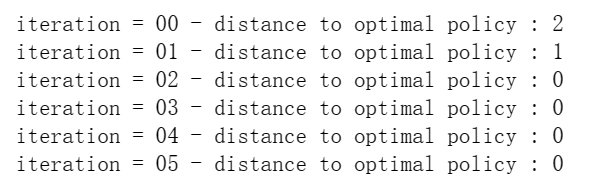 iteration = 00 - distance to optimal policy : 2
iteration = 01 - distance to optimal policy : 1
iteration = 02 - distance to optimal policy : 0
iteration = 03 - distance to optimal policy : 0
iteration = 04 - distance to optimal policy : 0
iteration = 05 - distance to optimal policy : 0